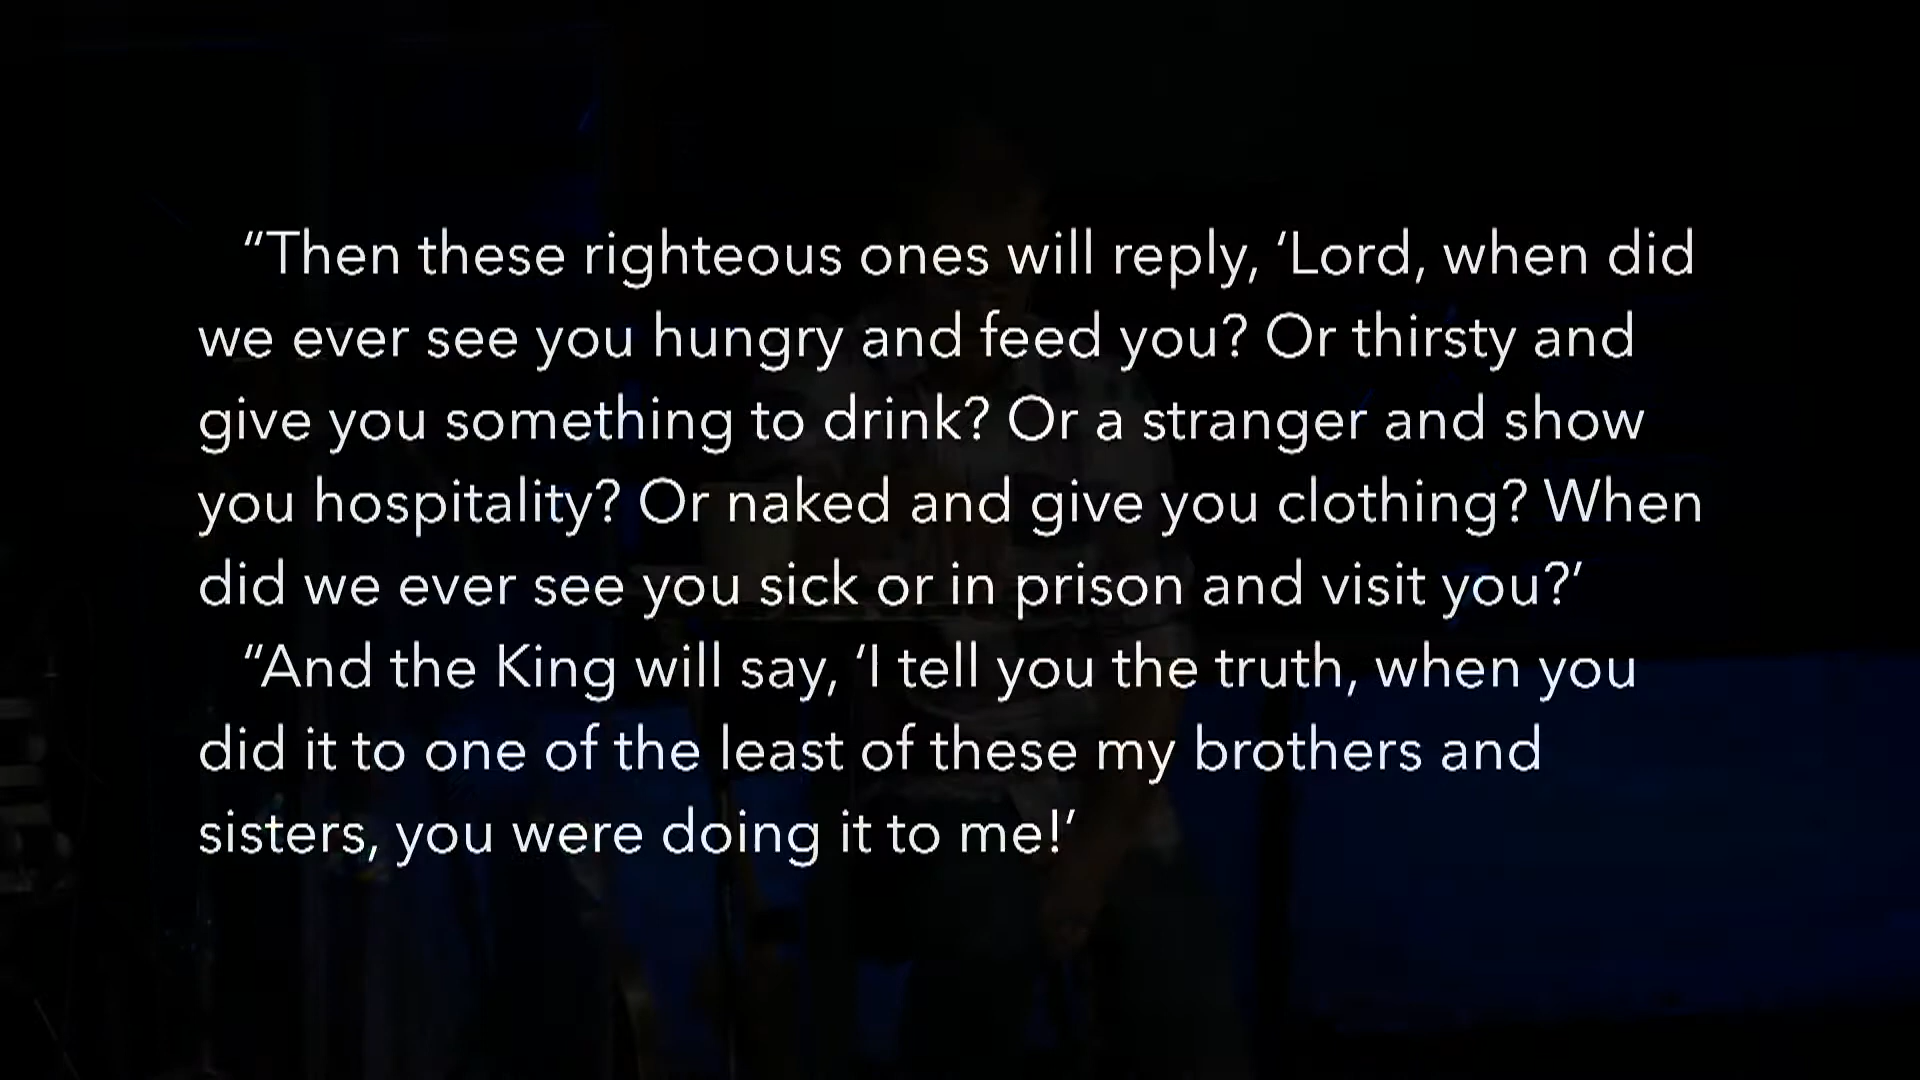 “Then these righteous ones will reply, ‘Lord, when did
we ever see you hungry and feed you? Or thirsty and
give you something to drink? Or a stranger and show
you hospitality? Or naked and give you clothing? When
did we ever see you sick or in prison and visit you?’
“And the King will say, ‘I tell you the truth, when you
did it to one of the least of these my brothers and
sisters, you were doing it to me!’